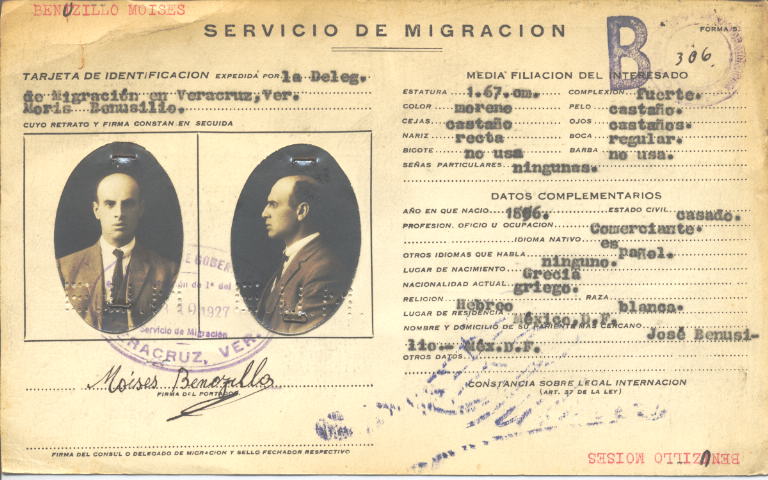 BENUZILLO MOISES
SERVICIO DE MIGRACION
FORMA 5.
B
306.
TARJETA DE IDENTIFICACION EXPEDIDA POR la Deleg.
de Migración en Veracruz,Ver.
Moris Benusilio.
CUYO RETRATO Y FIRMA CONSTAN EN SEGUIDA
1927
Servicio de Migración
VERACRUZ, VER.
Moises Benozillo
FIRMA DEL PORTADOR
FIRMA DEL CONSUL O DELEGADO DE MIGRACION Y SELLO FECHADOR RESPECTIVO
MEDIA FILIACION DEL INTERESADO
ESTATURA 1.67.cm. COMPLEXION fuerte.
COLOR moreno PELO castaño.
CEJAS castaño OJOS castaños.
NARIZ recta BOCA regular.
BIGOTE no usa BARBA no usa.
SEÑAS PARTICULARES ningunas.
DATOS COMPLEMENTARIOS
AÑO EN QUE NACIO 1896. ESTADO CIVIL casado.
PROFESION, OFICIO U OCUPACION Comerciante.
IDIOMA NATIVO español.
OTROS IDIOMAS QUE HABLA ninguno.
LUGAR DE NACIMIENTO Grecia
NACIONALIDAD ACTUAL griego.
RELIGION Hebreo RAZA blanca.
LUGAR DE RESIDENCIA México,D.F.
NOMBRE Y DOMICILIO DE SU PARIENTE MAS CERCANO José Benusi-
lio.- Méx.D.F.
OTROS DATOS
CONSTANCIA SOBRE LEGAL INTERNACION
(ART. 37 DE LA LEY)
BENUZILLO MOISES